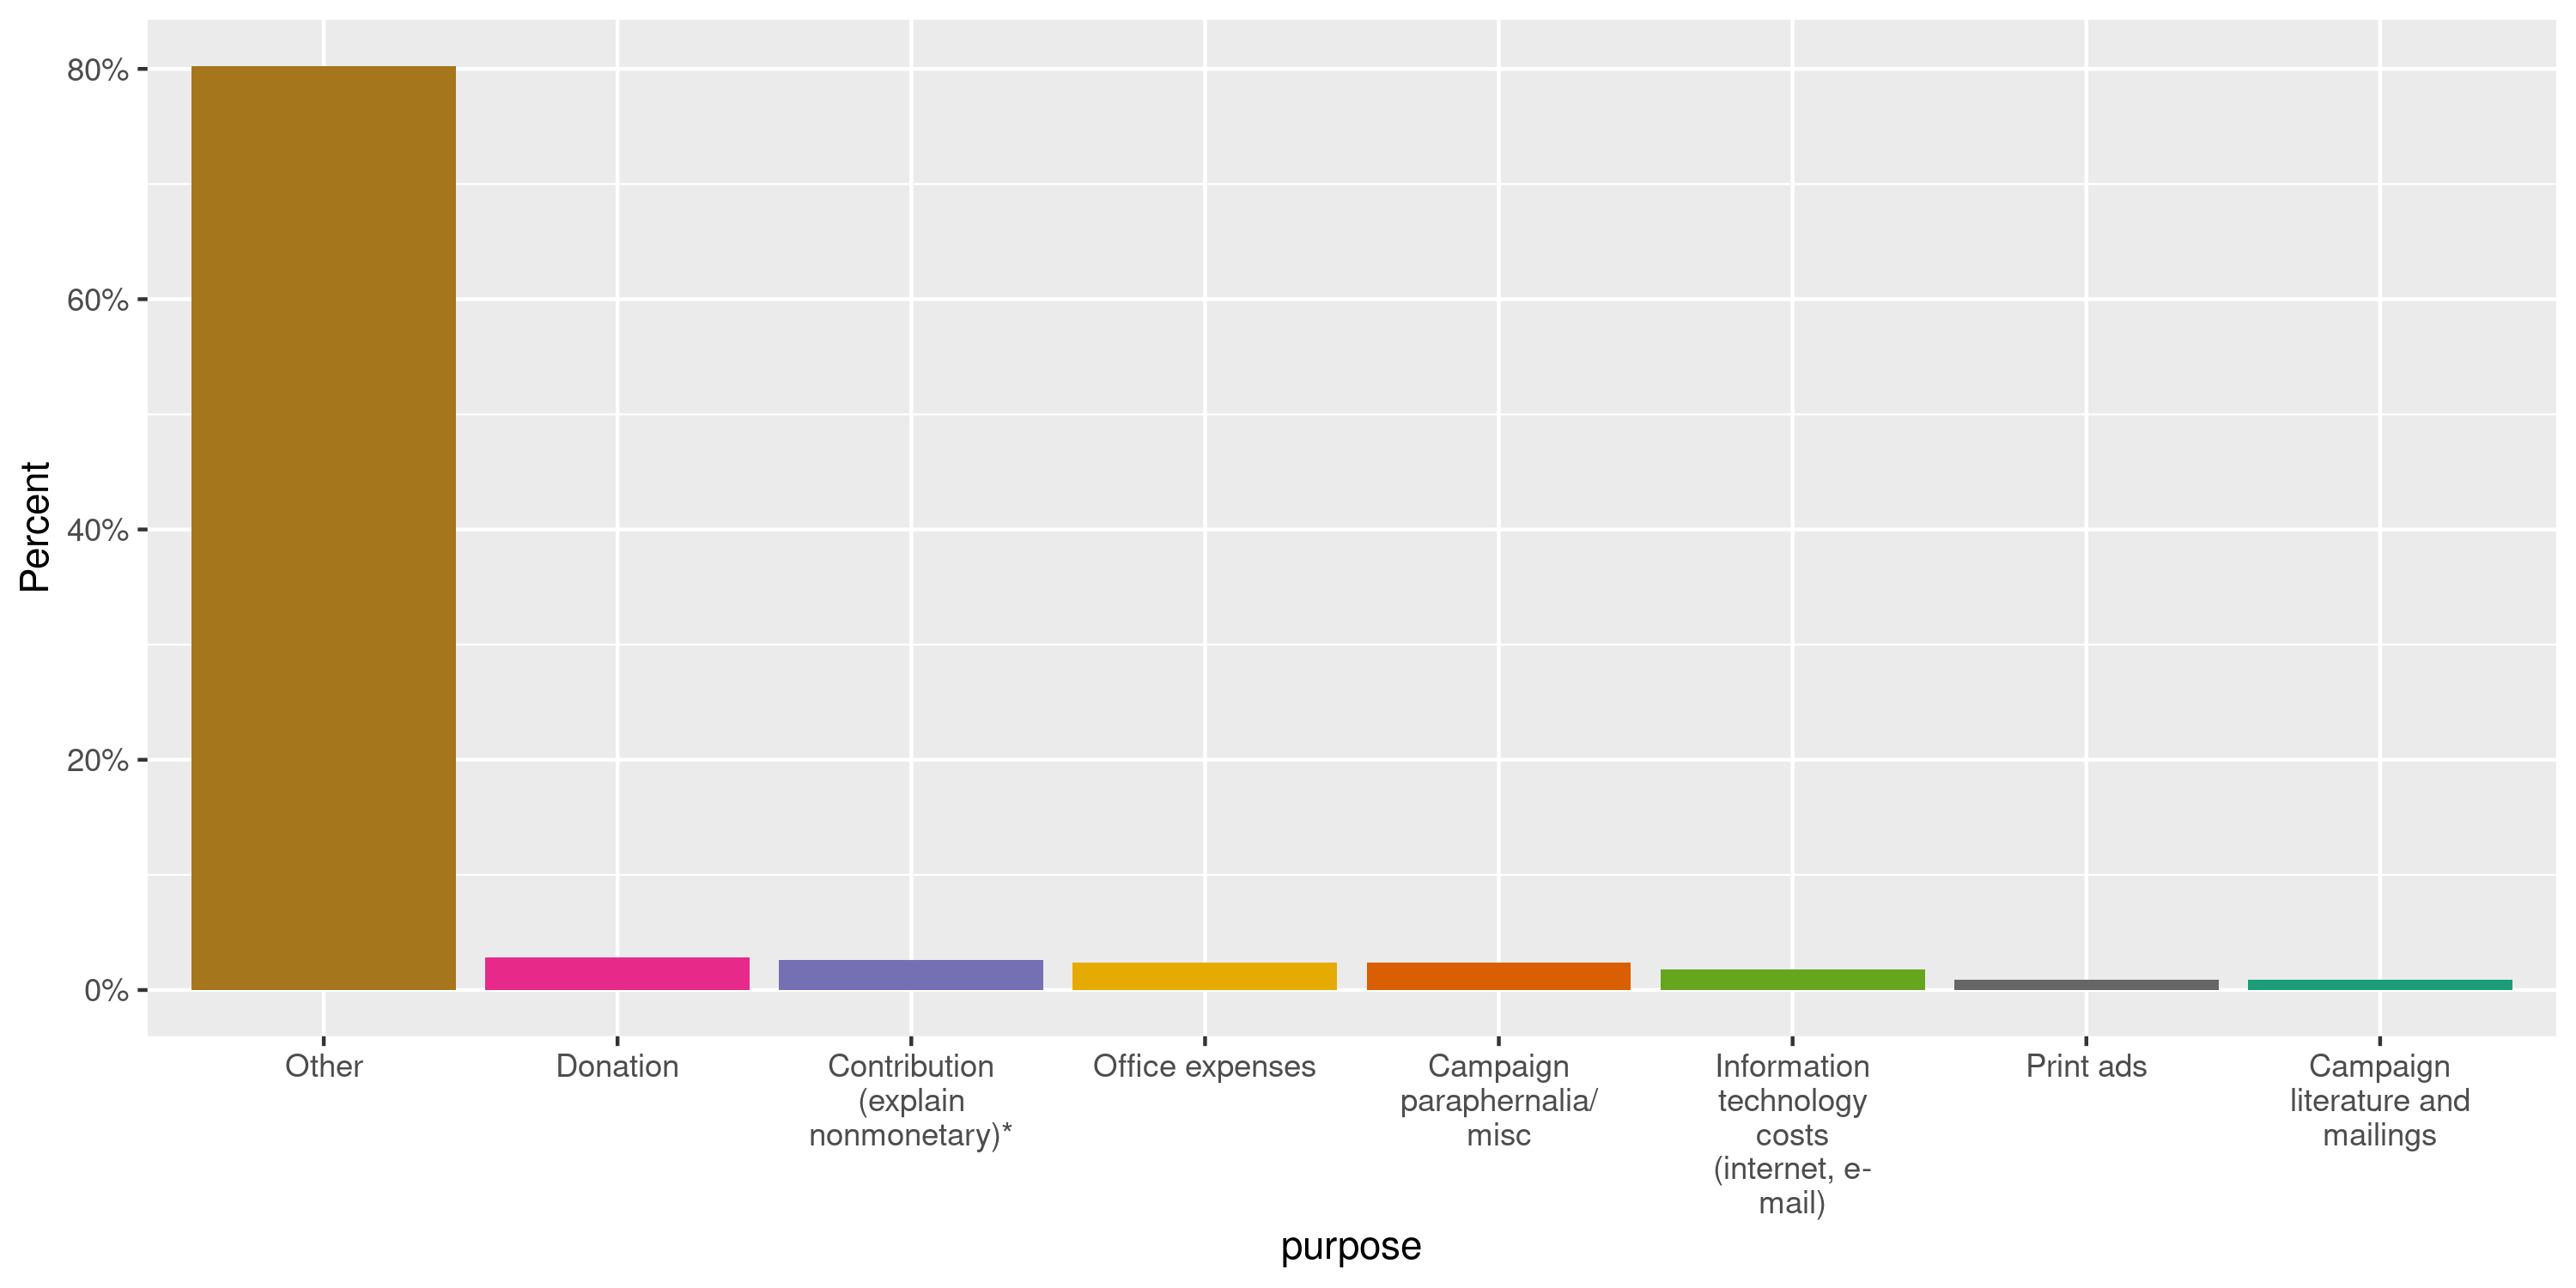 80%
60%
40%
20%
0%
Percent
Other
Donation
Contribution
(explain
nonmonetary)*
Office expenses
Campaign
paraphernalia/
misc
Information
technology
costs
(internet, e-
mail)
Print ads
Campaign
literature and
mailings
purpose